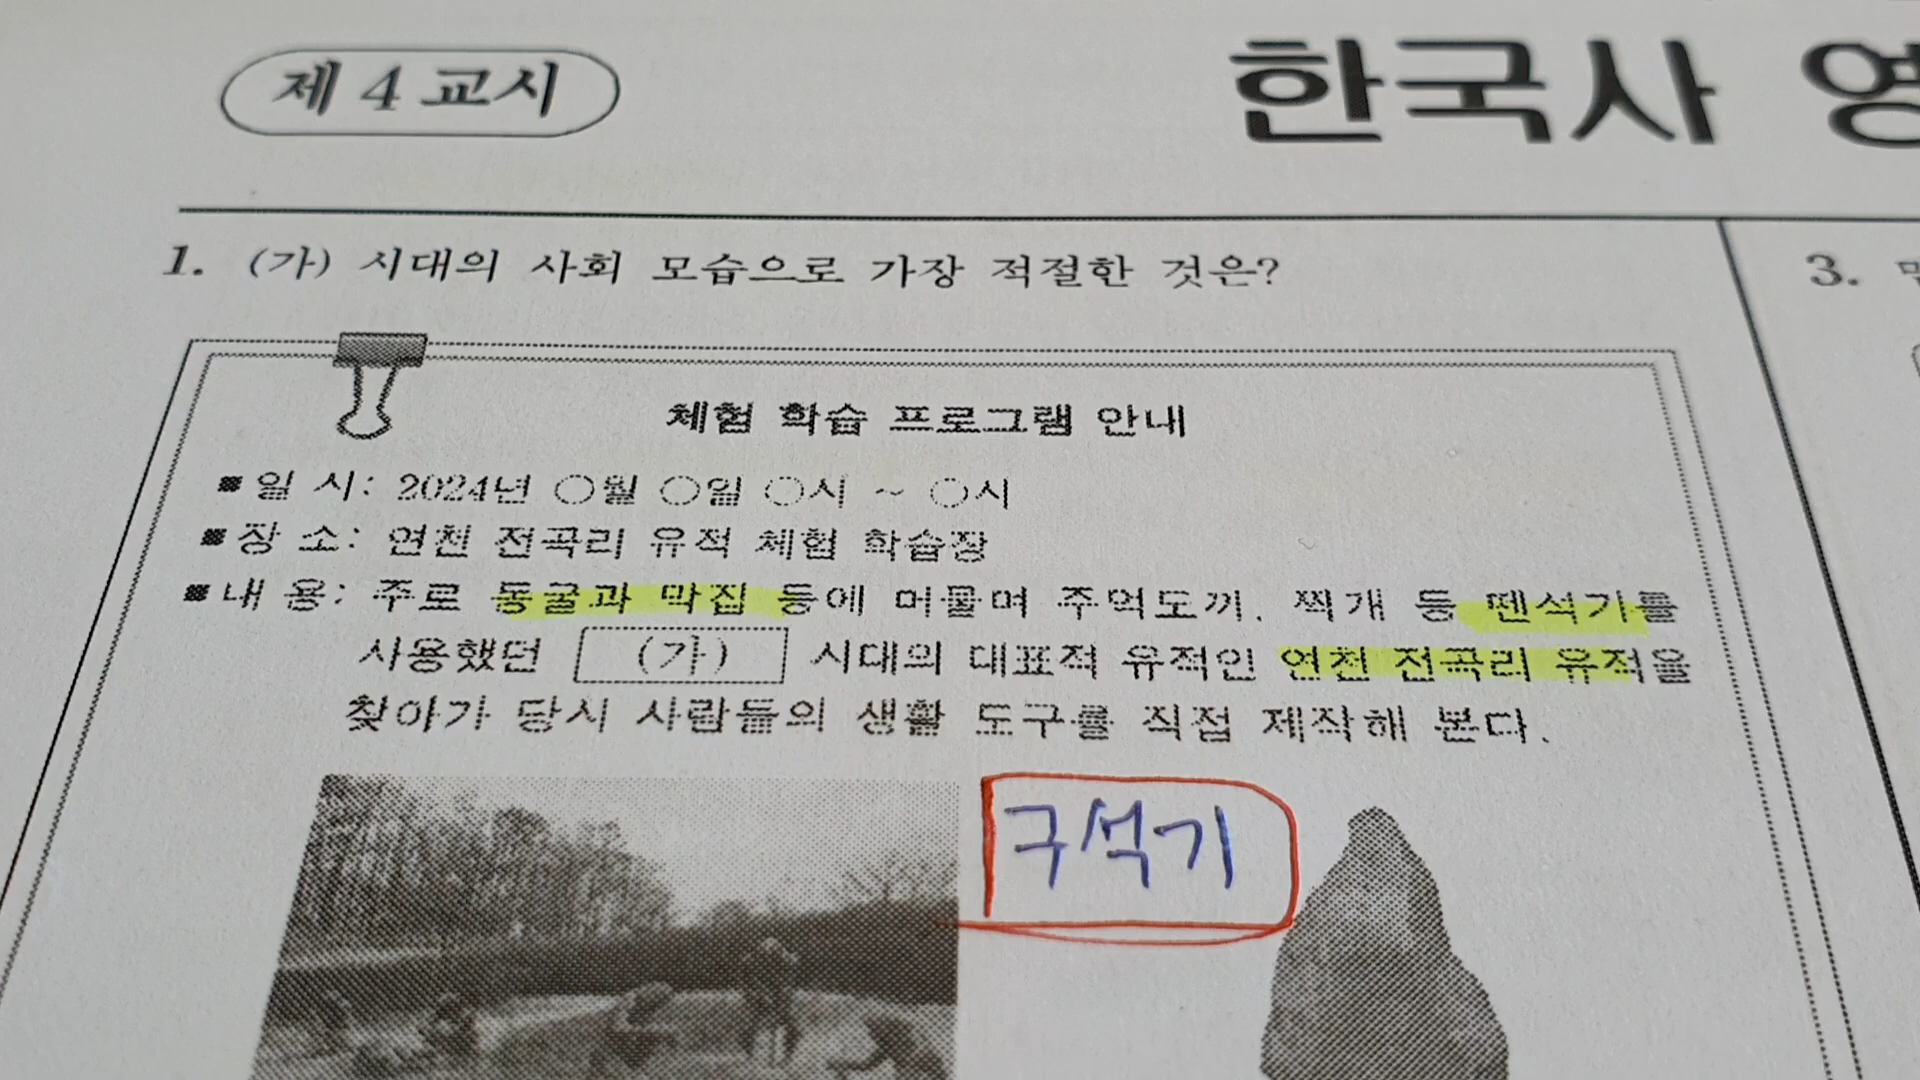 제 4 교시
한국사 영
1. (가) 시대의 사회 모습으로 가장 적절한 것은?
3.
체험 학습 프로그램 안내
■ 일 시: 2024년 ○월 ○일 ○시 ~ ○시
■ 장 소: 연천 전곡리 유적 체험 학습장
■ 내 용: 주로 동굴과 막집 등에 머물며 주먹도끼, 찍개 등 뗀석기를
사용했던 (가) 시대의 대표적 유적인 연천 전곡리 유적을
찾아가 당시 사람들의 생활 도구를 직접 제작해 본다.
구석기